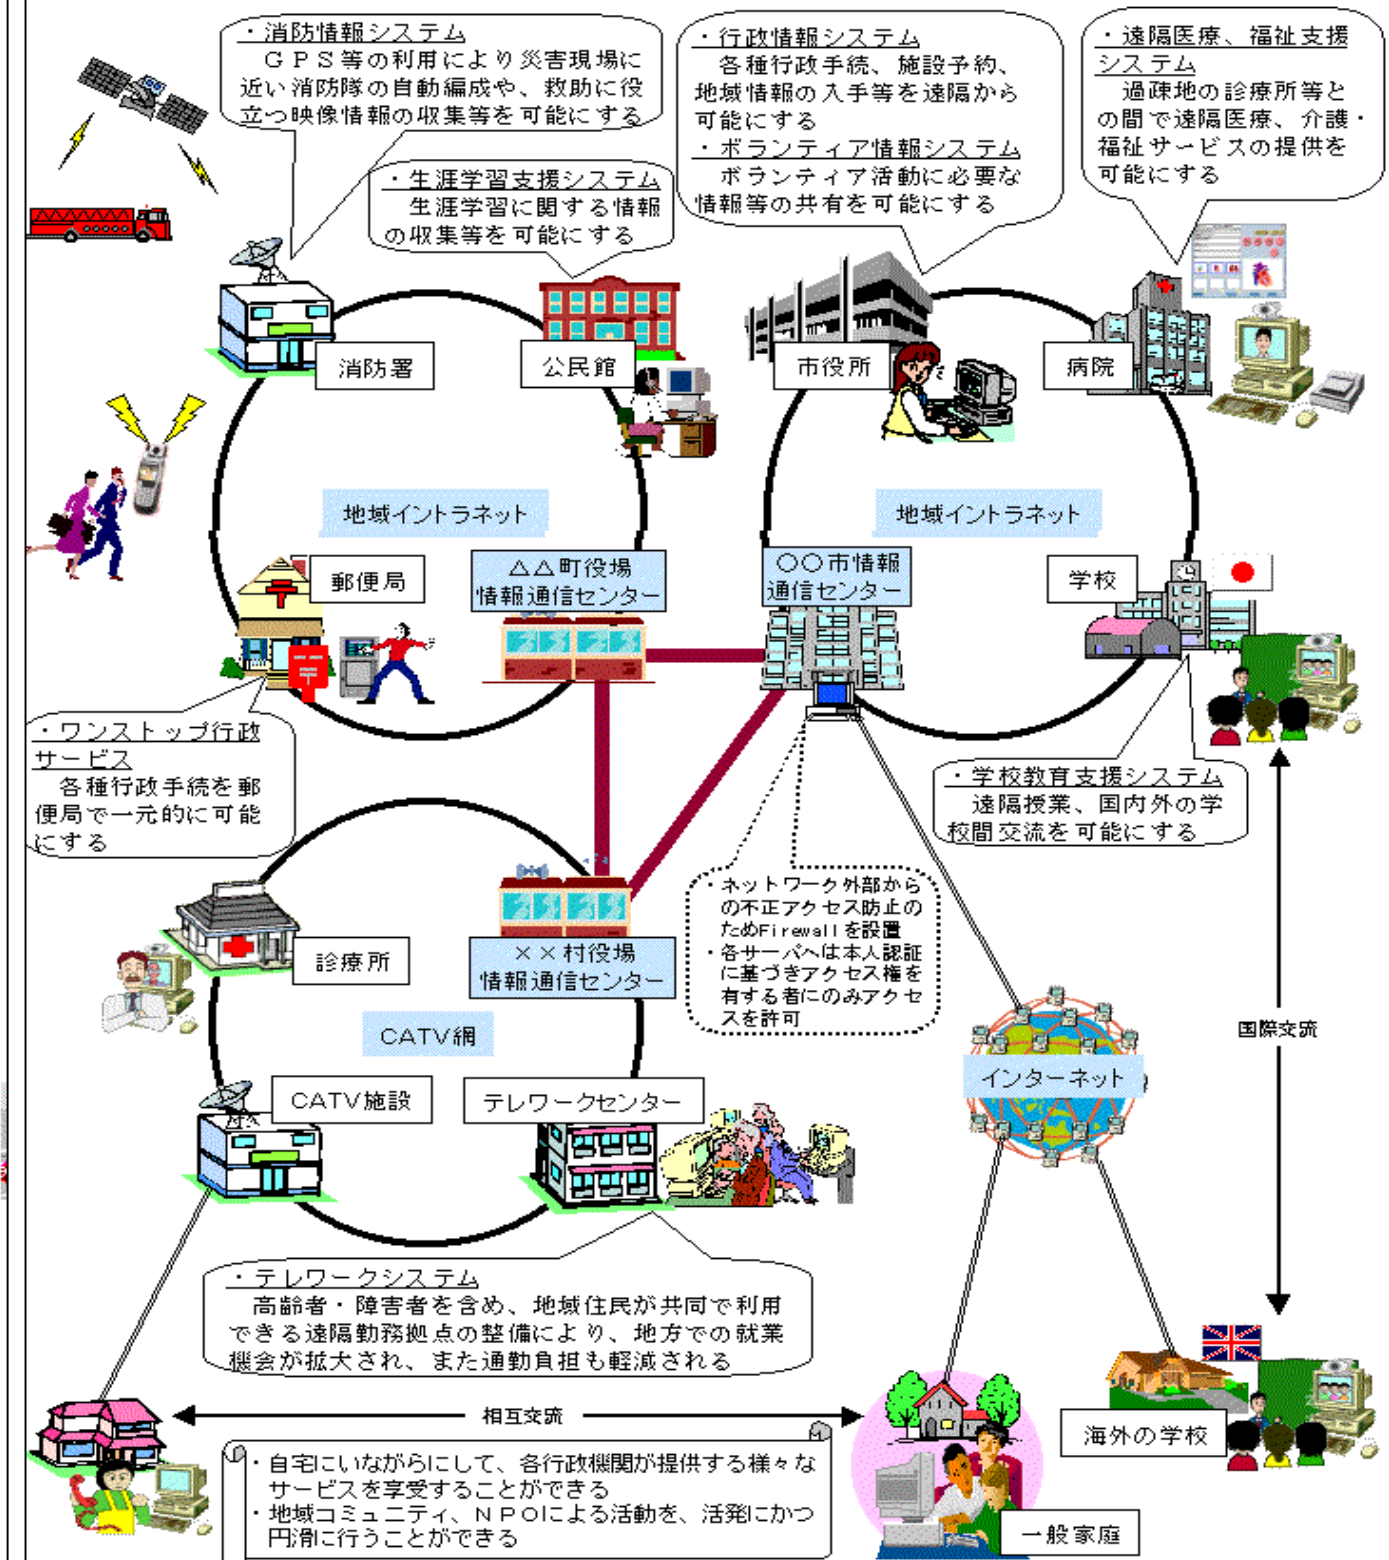 ・消防情報システム
ＧＰＳ等の利用により災害現場に
近い消防隊の自動編成や、救助に役
立つ映像情報の収集等を可能にする
・行政情報システム
各種行政手続、施設予約、
地域情報の入手等を遠隔から
可能にする
・ボランティア情報システム
ボランティア活動に必要な
情報等の共有を可能にする
・遠隔医療、福祉支援
システム
過疎地の診療所等と
の間で遠隔医療、介護・
福祉サービスの提供を
可能にする
・生涯学習支援システム
生涯学習に関する情報
の収集等を可能にする
消防署
公民館
市役所
病院
地域イントラネット
地域イントラネット
郵便局
△△町役場
情報通信センター
〇〇市情報
通信センター
学校
・ワンストップ行政
サービス
各種行政手続を郵
便局で一元的に可能
にする
・学校教育支援システム
遠隔授業、国内外の学
校間交流を可能にする
・ネットワーク外部から
の不正アクセス防止の
ためFirewallを設置
・各サーバへは本人認証
に基づきアクセス権を
有する者にのみアクセ
スを許可
診療所
××村役場
情報通信センター
CATV網
国際交流
インターネット
CATV施設
テレワークセンター
・テレワークシステム
高齢者・障害者を含め、地域住民が共同で利用
できる遠隔勤務拠点の整備により、地方での就業
機会が拡大され、また通勤負担も軽減される
相互交流
海外の学校
・自宅にいながらにして、各行政機関が提供する様々な
サービスを享受することができる
・地域コミュニティ、ＮＰＯによる活動を、活発にかつ
円滑に行うことができる
一般家庭